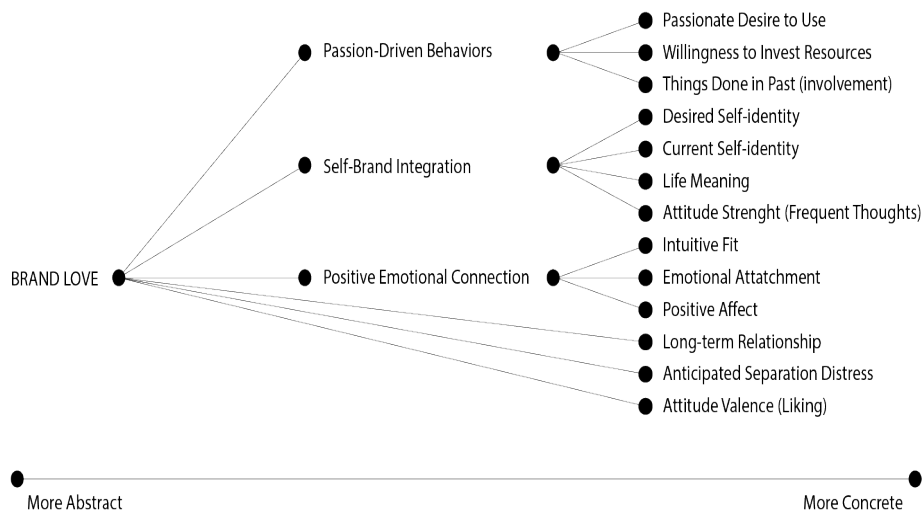 Passionate Desire to Use
Passion-Driven Behaviors
Willingness to Invest Resources
Things Done in Past (involvement)
Desired Self-identity
Current Self-identity
Self-Brand Integration
Life Meaning
Attitude Strenght (Frequent Thoughts)
Intuitive Fit
BRAND LOVE
Positive Emotional Connection
Emotional Attatchment
Positive Affect
Long-term Relationship
Anticipated Separation Distress
Attitude Valence (Liking)
More Abstract
More Concrete